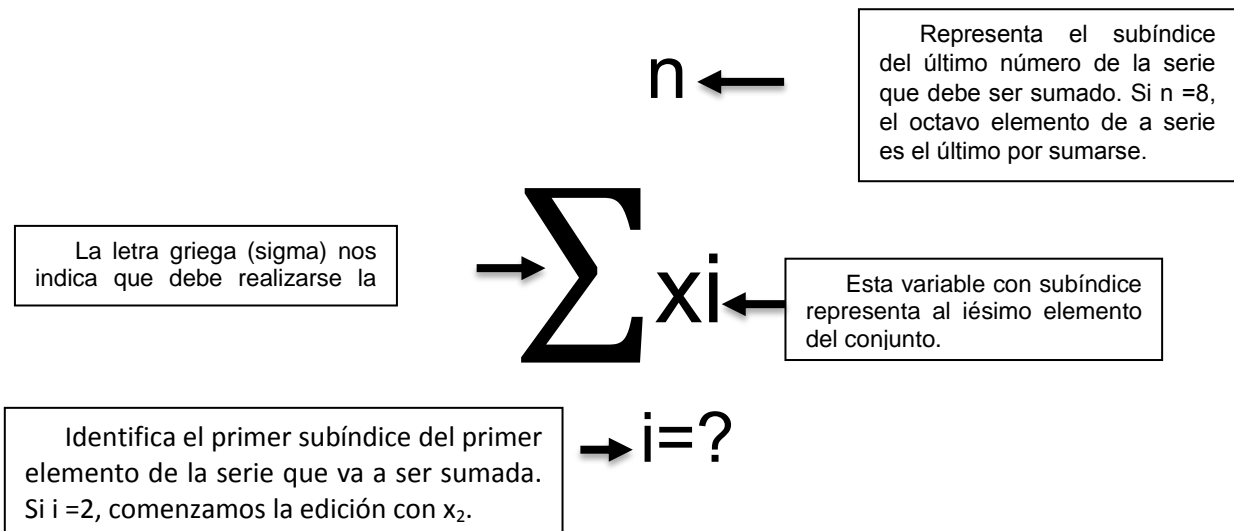 Representa el subíndice
del último número de la serie
que debe ser sumado. Si n =8,
el octavo elemento de a serie
es el último por sumarse.
n
La letra griega (sigma) nos
indica que debe realizarse la
∑ xi
Esta variable con subíndice
representa al iésimo elemento
del conjunto.
i=?
Identifica el primer subíndice del primer
elemento de la serie que va a ser sumada.
Si i =2, comenzamos la edición con x₂.